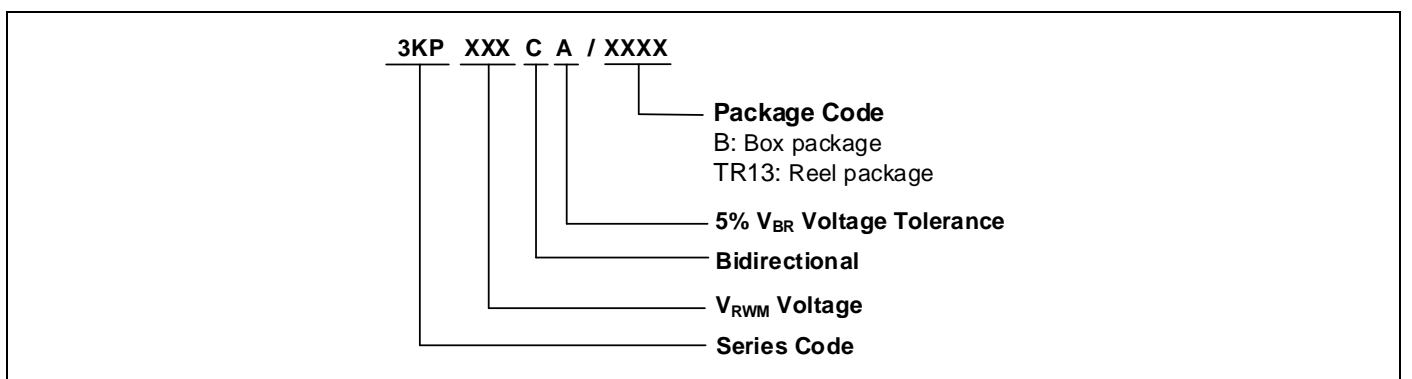 3KP XXX C A / XXXX
Package Code
B: Box package
TR13: Reel package
5% VBR Voltage Tolerance
Bidirectional
VRWM Voltage
Series Code